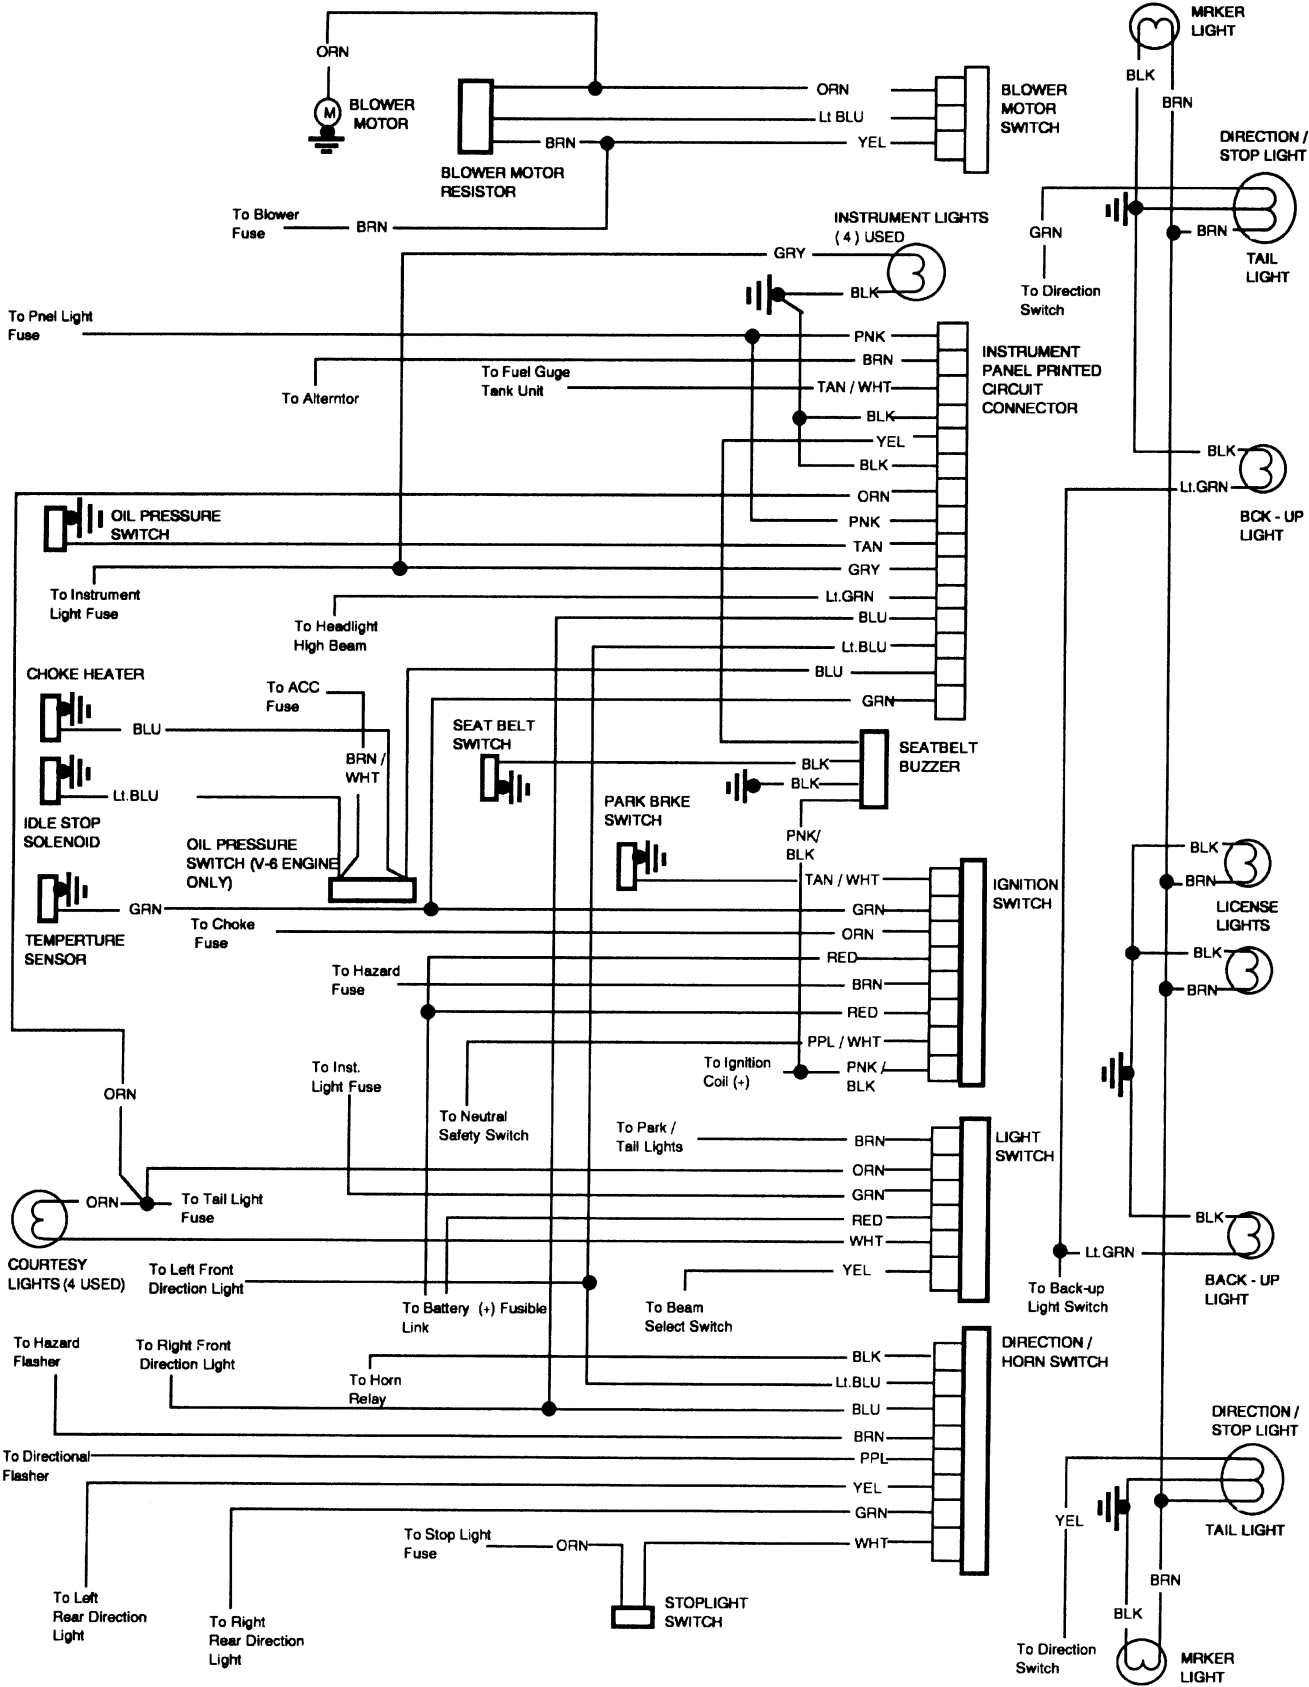 MRKER
LIGHT
ORN
BLK
BRN
M
BLOWER
MOTOR
ORN
Lt BLU
BRN
YEL
BLOWER
MOTOR
SWITCH
BLOWER MOTOR
RESISTOR
DIRECTION /
STOP LIGHT
To Blower
Fuse
BRN
INSTRUMENT LIGHTS
( 4 ) USED
GRY
BLK
GRN
BRN
TAIL
LIGHT
To Direction
Switch
To Pnel Light
Fuse
PNK
BRN
To Fuel Guge
Tank Unit
TAN / WHT
To Alterntor
INSTRUMENT
PANEL PRINTED
CIRCUIT
CONNECTOR
BLK
YEL
BLK
BLK
Lt.GRN
BCK - UP
LIGHT
ORN
OIL PRESSURE
SWITCH
PNK
TAN
GRY
To Instrument
Light Fuse
Lt.GRN
To Headlight
High Beam
BLU
Lt.BLU
BLU
GRN
CHOKE HEATER
To ACC
Fuse
BLU
BRN /
WHT
SEAT BELT
SWITCH
BLK
BLK
SEATBELT
BUZZER
Lt.BLU
IDLE STOP
SOLENOID
OIL PRESSURE
SWITCH (V-6 ENGINE
ONLY)
PARK BRKE
SWITCH
PNK/
BLK
TAN / WHT
IGNITION
SWITCH
BLK
BRN
LICENSE
LIGHTS
BLK
BRN
GRN
GRN
To Choke
Fuse
ORN
TEMPERTURE
SENSOR
RED
To Hazard
Fuse
BRN
RED
PPL / WHT
To Ignition
Coil (+)
PNK /
BLK
To Inst.
Light Fuse
ORN
To Neutral
Safety Switch
To Park /
Tail Lights
BRN
LIGHT
SWITCH
ORN
GRN
RED
WHT
YEL
ORN
To Tail Light
Fuse
COURTESY
LIGHTS (4 USED)
To Left Front
Direction Light
BLK
Lt.GRN
BACK - UP
LIGHT
To Back-up
Light Switch
To Battery (+) Fusible
Link
To Beam
Select Switch
To Hazard
Flasher
To Right Front
Direction Light
To Horn
Relay
BLK
Lt.BLU
BLU
BRN
PPL
YEL
GRN
WHT
DIRECTION /
HORN SWITCH
To Directional
Flasher
DIRECTION /
STOP LIGHT
YEL
TAIL LIGHT
To Stop Light
Fuse
ORN
STOPLIGHT
SWITCH
To Left
Rear Direction
Light
To Right
Rear Direction
Light
BRN
BLK
To Direction
Switch
MRKER
LIGHT